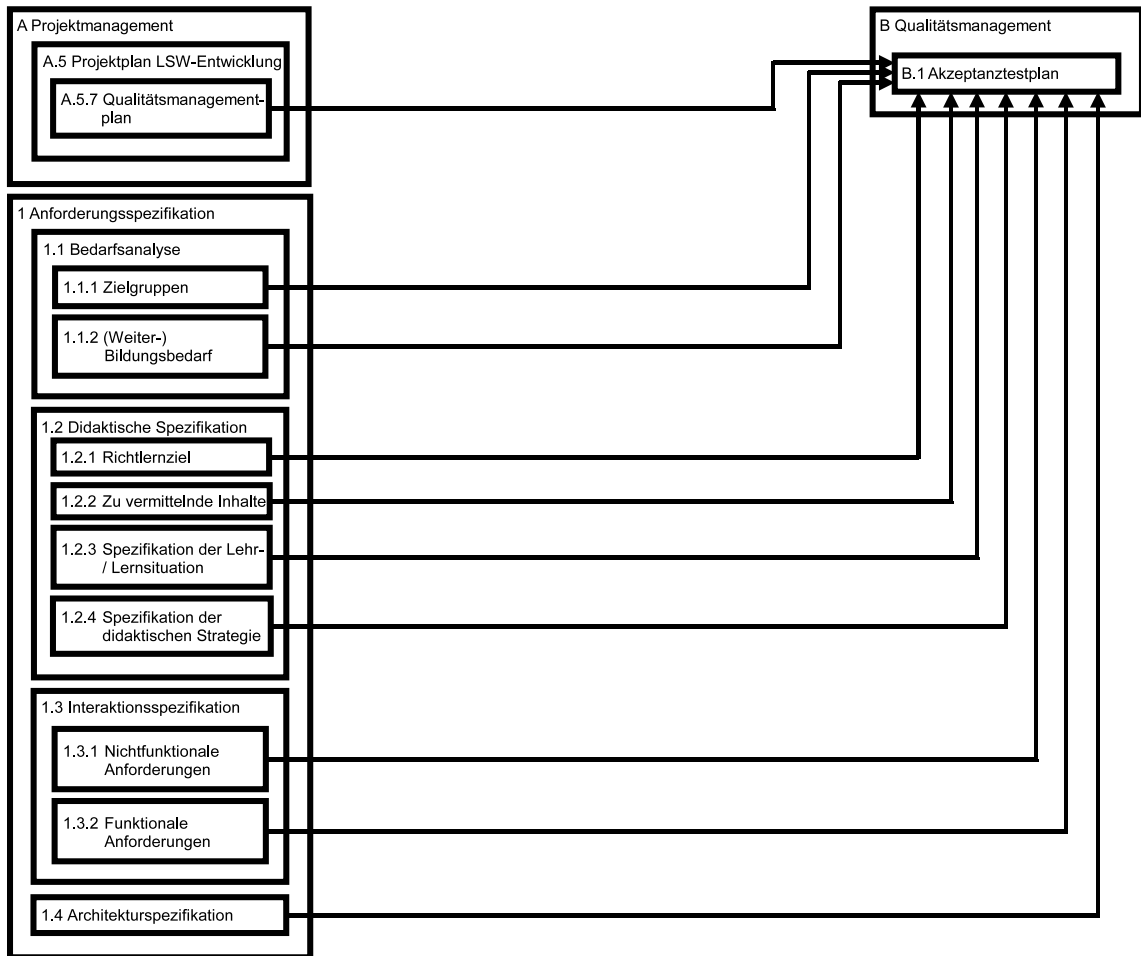 A Projektmanagement
A.5 Projektplan LSW-Entwicklung
A.5.7 Qualitätsmanagement-
plan
B Qualitätsmanagement
B.1 Akzeptanztestplan
1 Anforderungsspezifikation
1.1 Bedarfsanalyse
1.1.1 Zielgruppen
1.1.2 (Weiter-)
Bildungsbedarf
1.2 Didaktische Spezifikation
1.2.1 Richtlernziel
1.2.2 Zu vermittelnde Inhalte
1.2.3 Spezifikation der Lehr-
/ Lernsituation
1.2.4 Spezifikation der
didaktischen Strategie
1.3 Interaktionsspezifikation
1.3.1 Nichtfunktionale
Anforderungen
1.3.2 Funktionale
Anforderungen
1.4 Architekturspezifikation